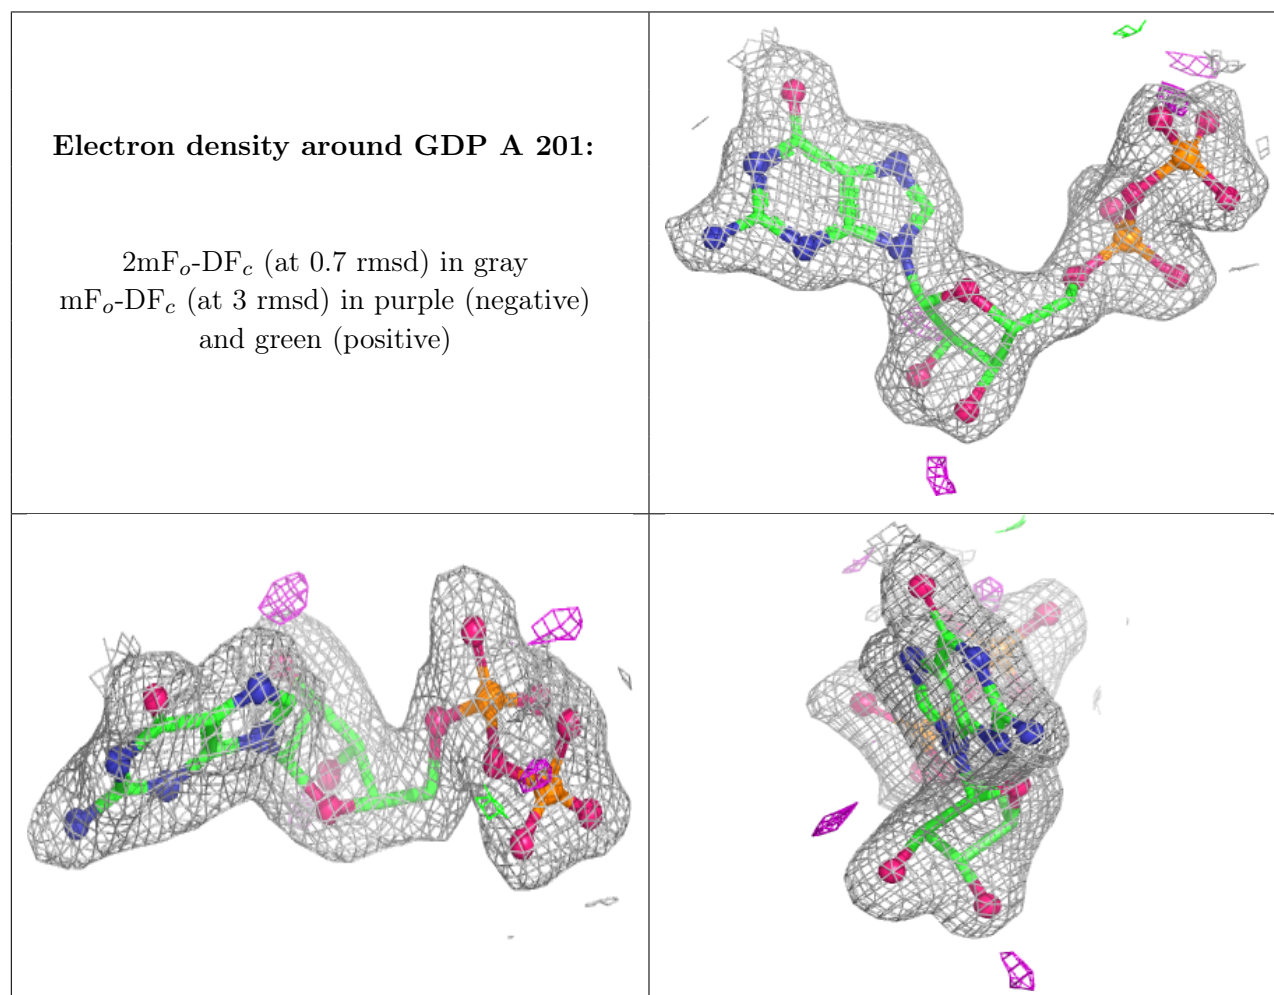 Electron density around GDP A 201:
2mFₒ-DF𝒸 (at 0.7 rmsd) in gray
mFₒ-DF𝒸 (at 3 rmsd) in purple (negative)
and green (positive)